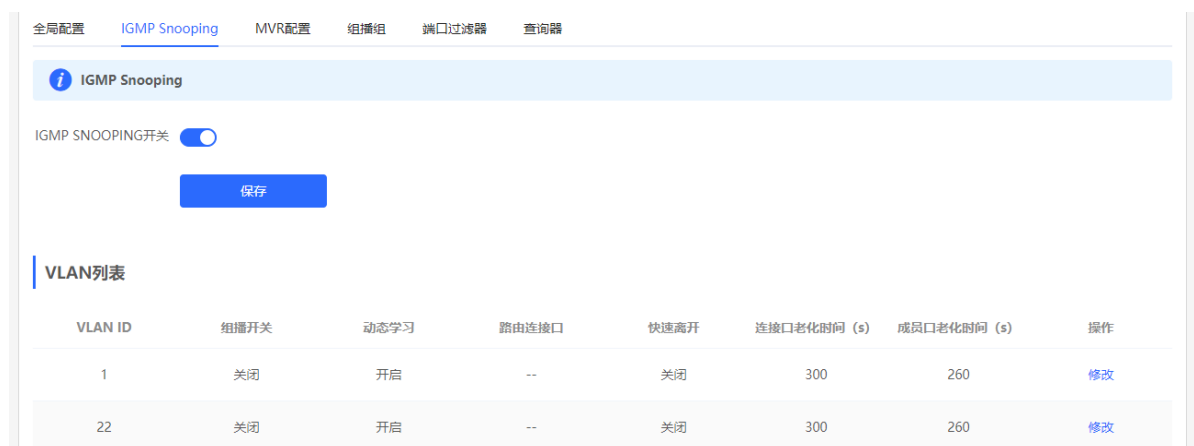 全局配置 IGMP Snooping MVR配置 组播组 端口过滤器 查询器
i IGMP Snooping
IGMP SNOOPING开关
保存
VLAN列表
VLAN ID 组播开关 动态学习 路由连接口 快速离开 连接口老化时间（s） 成员口老化时间（s） 操作
1 关闭 开启 -- 关闭 300 260 修改
22 关闭 开启 -- 关闭 300 260 修改